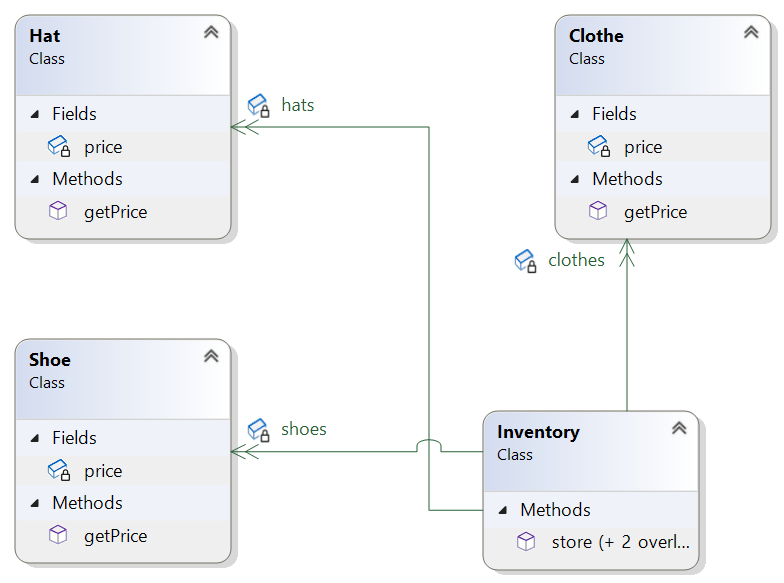 Hat
Class
Fields
price
Methods
getPrice
hats
Clothe
Class
Fields
price
Methods
getPrice
clothes
Shoe
Class
Fields
price
Methods
getPrice
shoes
Inventory
Class
Methods
store (+ 2 overl...